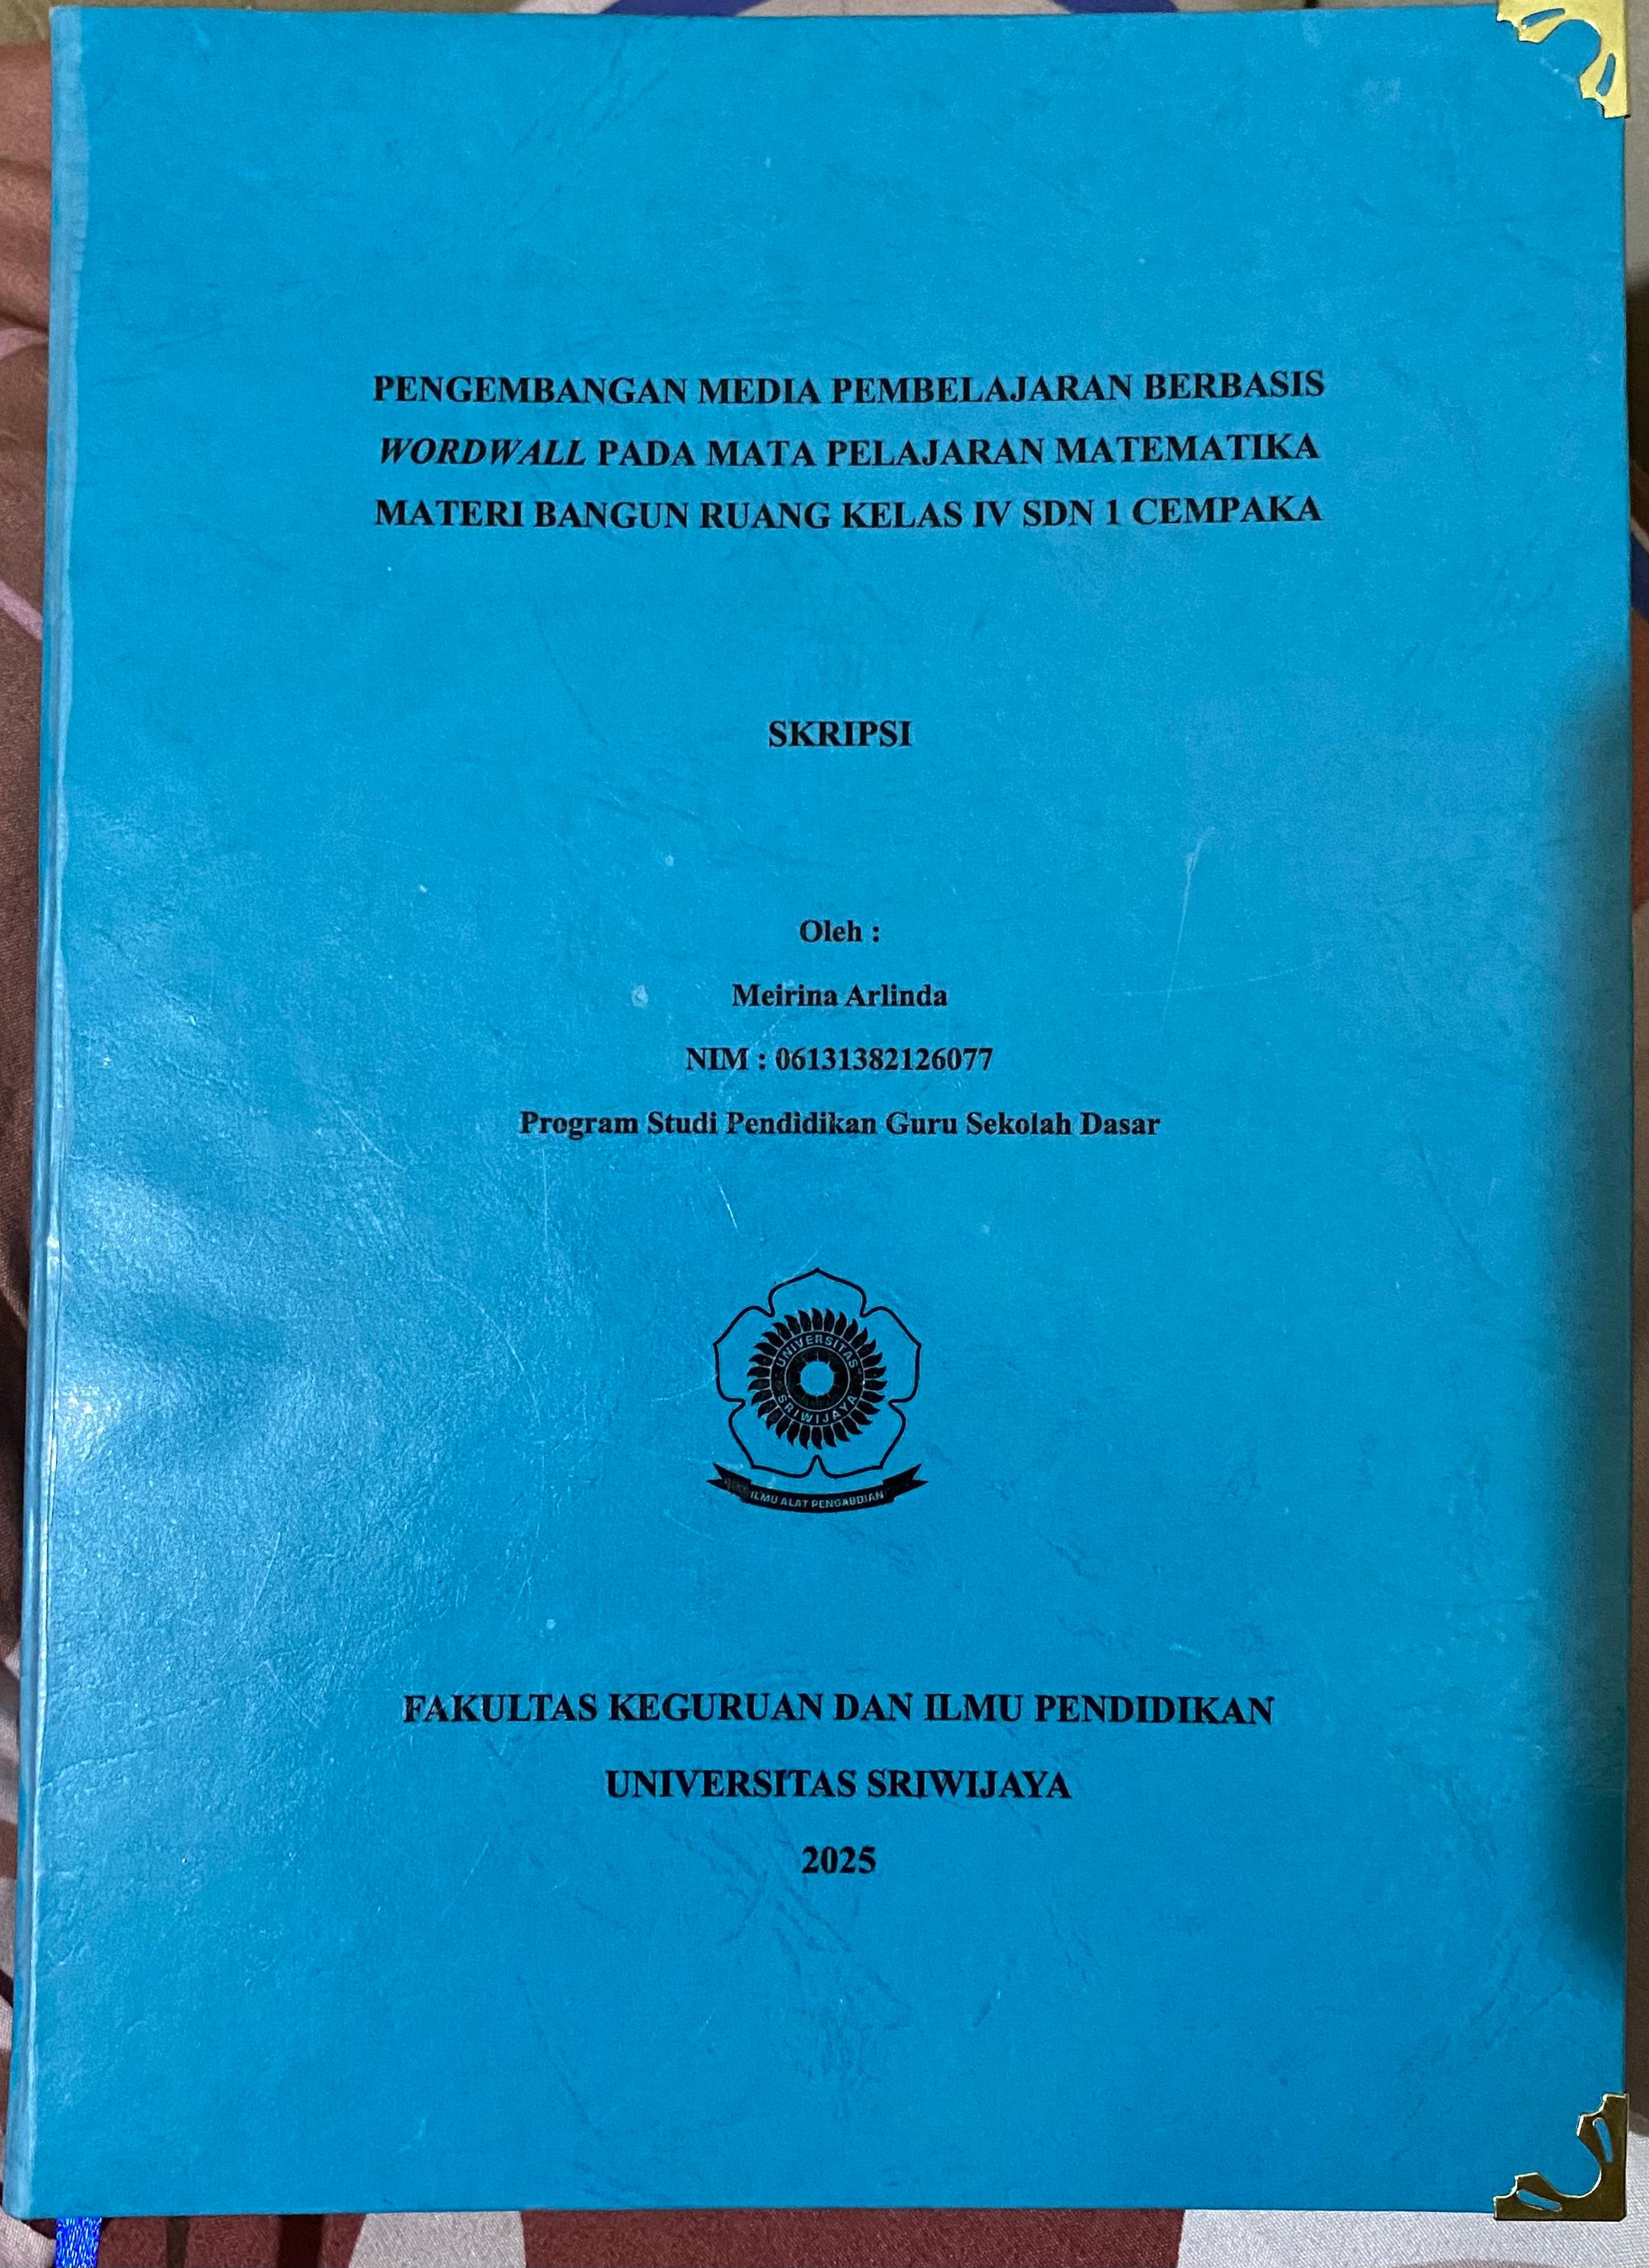 PENGEMBANGAN MEDIA PEMBELAJARAN BERBASIS
WORDWALL PADA MATA PELAJARAN MATEMATIKA
MATERI BANGUN RUANG KELAS IV SDN 1 CEMPAKA
SKRIPSI
Oleh :
Meirina Arlinda
NIM : 06131382126077
Program Studi Pendidikan Guru Sekolah Dasar
UNIVERSITAS
SRIWIJAYA
ILMU ALAT PENGABDIAN
FAKULTAS KEGURUAN DAN ILMU PENDIDIKAN
UNIVERSITAS SRIWIJAYA
2025